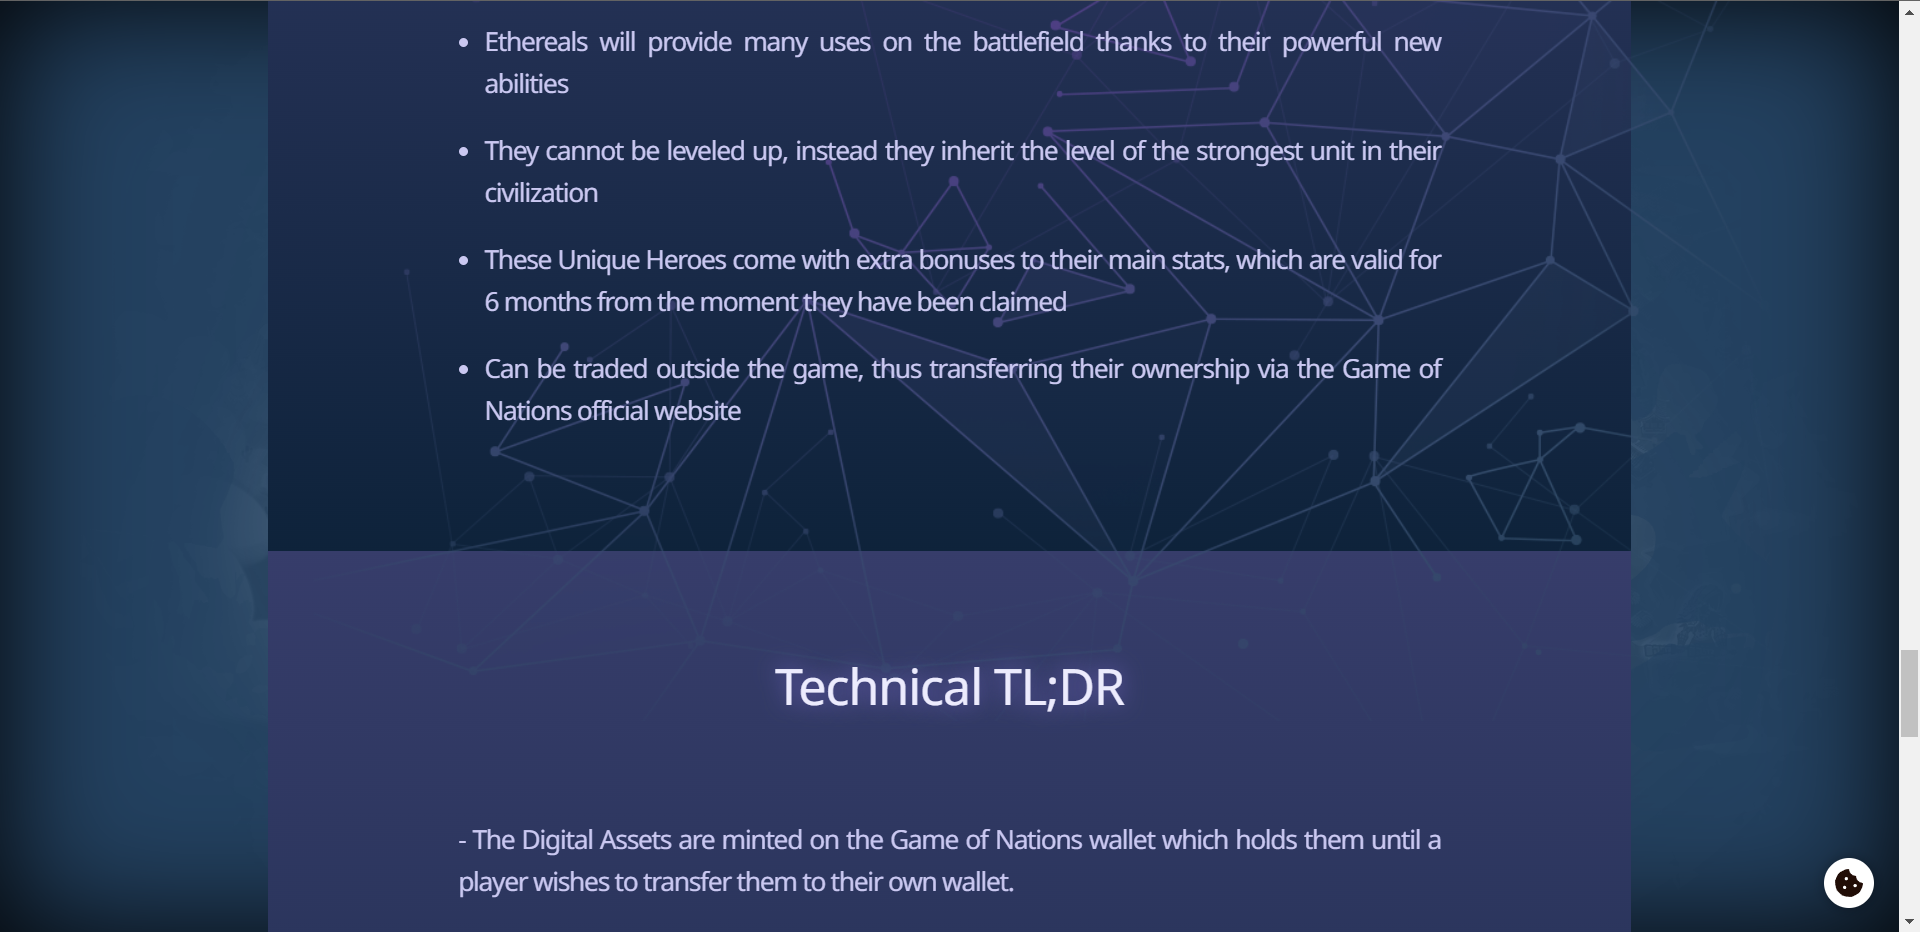 • Ethereals will provide many uses on the battlefield thanks to their powerful new
abilities
• They cannot be leveled up, instead they inherit the level of the strongest unit in their
civilization
• These Unique Heroes come with extra bonuses to their main stats, which are valid for
6 months from the moment they have been claimed
• Can be traded outside the game, thus transferring their ownership via the Game of
Nations official website
Technical TL;DR
- The Digital Assets are minted on the Game of Nations wallet which holds them until a
player wishes to transfer them to their own wallet.